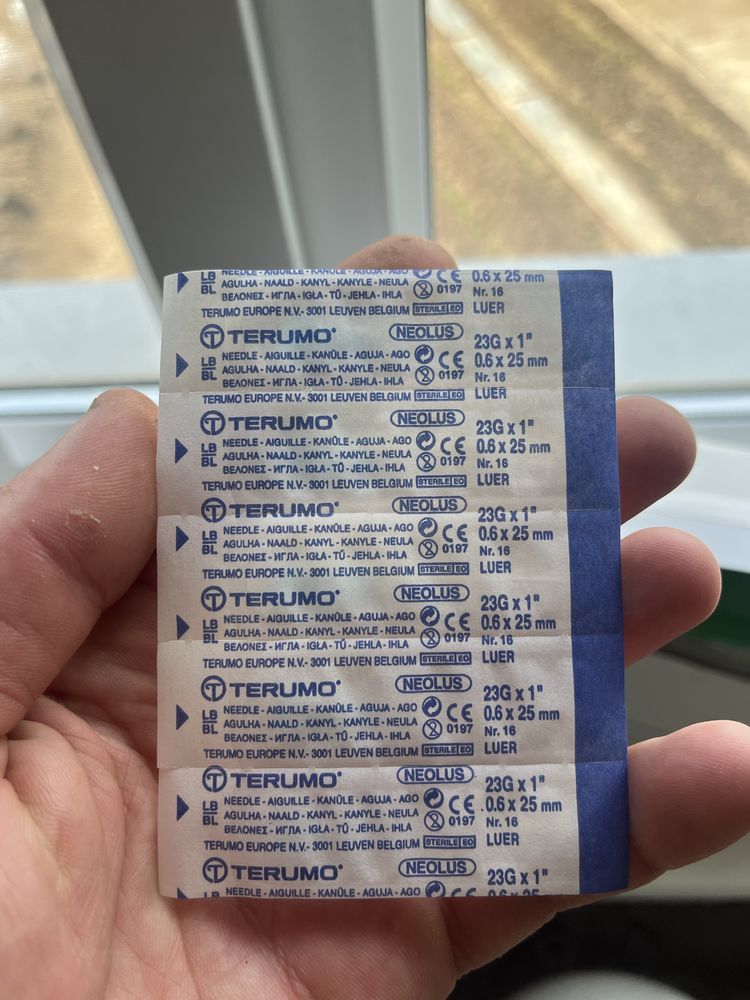 LB NEEDLE - AIGUILLE - KANÜLE - AGUJA - AGO CE 0.6 x 25 mm
BL AGULHA - NAALD - KANYL - KANYLE - NEULA
ΒΕΛΟΝΕΣ - ИГЛА - IGŁA - TŰ - JEHLA - IHLA 0197 Nr. 16
TERUMO EUROPE N.V.- 3001 LEUVEN BELGIUM STERILE EO LUER
TERUMO® NEOLUS 23G x 1"
LB NEEDLE - AIGUILLE - KANÜLE - AGUJA - AGO CE 0.6 x 25 mm
BL AGULHA - NAALD - KANYL - KANYLE - NEULA
ΒΕΛΟΝΕΣ - ИГЛА - IGŁA - TŰ - JEHLA - IHLA 0197 Nr. 16
TERUMO EUROPE N.V.- 3001 LEUVEN BELGIUM STERILE EO LUER
TERUMO® NEOLUS 23G x 1"
LB NEEDLE - AIGUILLE - KANÜLE - AGUJA - AGO CE 0.6 x 25 mm
BL AGULHA - NAALD - KANYL - KANYLE - NEULA
ΒΕΛΟΝΕΣ - ИГЛА - IGŁA - TŰ - JEHLA - IHLA 0197 Nr. 16
TERUMO EUROPE N.V.- 3001 LEUVEN BELGIUM STERILE EO LUER
TERUMO® NEOLUS 23G x 1"
LB NEEDLE - AIGUILLE - KANÜLE - AGUJA - AGO CE 0.6 x 25 mm
BL AGULHA - NAALD - KANYL - KANYLE - NEULA
ΒΕΛΟΝΕΣ - ИГЛА - IGŁA - TŰ - JEHLA - IHLA 0197 Nr. 16
TERUMO EUROPE N.V.- 3001 LEUVEN BELGIUM STERILE EO LUER
TERUMO® NEOLUS 23G x 1"
LB NEEDLE - AIGUILLE - KANÜLE - AGUJA - AGO CE 0.6 x 25 mm
BL AGULHA - NAALD - KANYL - KANYLE - NEULA
ΒΕΛΟΝΕΣ - ИГЛА - IGŁA - TŰ - JEHLA - IHLA 0197 Nr. 16
TERUMO EUROPE N.V.- 3001 LEUVEN BELGIUM STERILE EO LUER
TERUMO® NEOLUS 23G x 1"
LB NEEDLE - AIGUILLE - KANÜLE - AGUJA - AGO CE 0.6 x 25 mm
BL AGULHA - NAALD - KANYL - KANYLE - NEULA
ΒΕΛΟΝΕΣ - ИГЛА - IGŁA - TŰ - JEHLA - IHLA 0197 Nr. 16
TERUMO EUROPE N.V.- 3001 LEUVEN BELGIUM STERILE EO LUER
TERUMO® NEOLUS 23G x 1"
LB NEEDLE - AIGUILLE - KANÜLE - AGUJA - AGO CE 0.6 x 25 mm
BL AGULHA - NAALD - KANYL - KANYLE - NEULA
ΒΕΛΟΝΕΣ - ИГЛА - IGŁA - TŰ - JEHLA - IHLA 0197 Nr. 16
TERUMO EUROPE N.V.- 3001 LEUVEN BELGIUM STERILE EO LUER
TERUMO® NEOLUS 23G x 1"
LB NEEDLE - AIGUILLE - KANÜLE - AGUJA - AGO CE 0.6 x 25